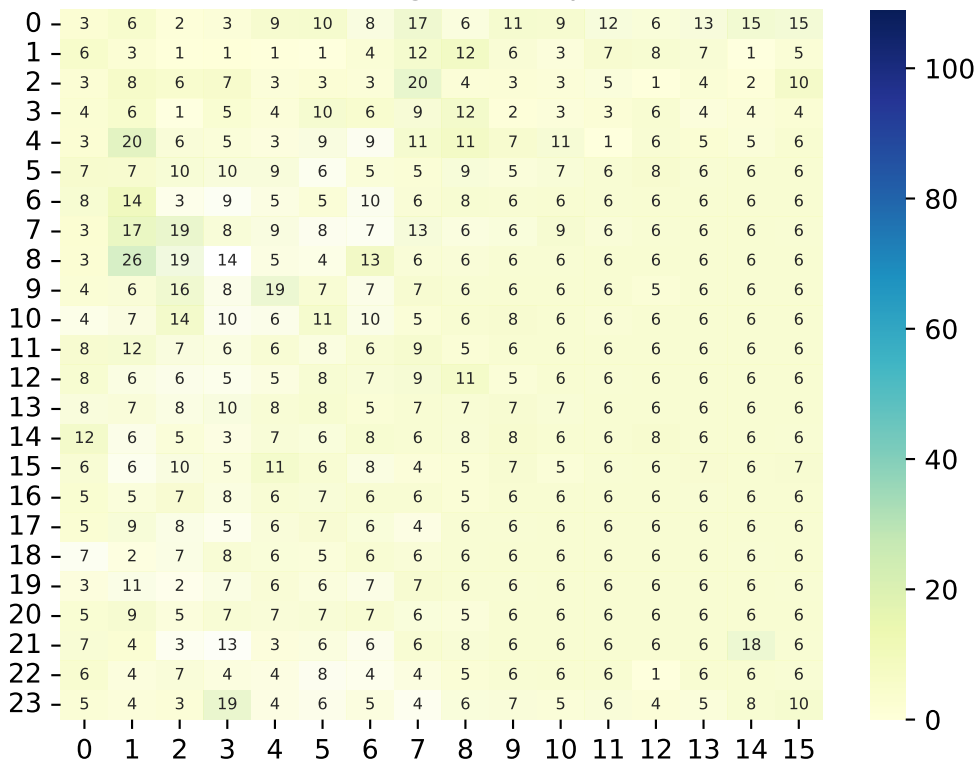 0 3 6 2 3 9 10 8 17 6 11 9 12 6 13 15 15
1 6 3 1 1 1 1 4 12 12 6 3 7 8 7 1 5
2 3 8 6 7 3 3 3 20 4 3 3 5 1 4 2 10
3 4 6 1 5 4 10 6 9 12 2 3 3 6 4 4 4
4 3 20 6 5 3 9 9 11 11 7 11 1 6 5 5 6
5 7 7 10 10 9 6 5 5 9 5 7 6 8 6 6 6
6 8 14 3 9 5 5 10 6 8 6 6 6 6 6 6 6
7 3 17 19 8 9 8 7 13 6 6 9 6 6 6 6 6
8 3 26 19 14 5 4 13 6 6 6 6 6 6 6 6 6
9 4 6 16 8 19 7 7 7 6 6 6 6 5 6 6 6
10 4 7 14 10 6 11 10 5 6 8 6 6 6 6 6 6
11 8 12 7 6 6 8 6 9 5 6 6 6 6 6 6 6
12 8 6 6 5 5 8 7 9 11 5 6 6 6 6 6 6
13 8 7 8 10 8 8 5 7 7 7 7 6 6 6 6 6
14 12 6 5 3 7 6 8 6 8 8 6 6 8 6 6 6
15 6 6 10 5 11 6 8 4 5 7 5 6 6 7 6 7
16 5 5 7 8 6 7 6 6 5 6 6 6 6 6 6 6
17 5 9 8 5 6 7 6 4 6 6 6 6 6 6 6 6
18 7 2 7 8 6 5 6 6 6 6 6 6 6 6 6 6
19 3 11 2 7 6 6 7 7 6 6 6 6 6 6 6 6
20 5 9 5 7 7 7 7 6 5 6 6 6 6 6 6 6
21 7 4 3 13 3 6 6 6 8 6 6 6 6 6 18 6
22 6 4 7 4 4 8 4 4 5 6 6 6 1 6 6 6
23 5 4 3 19 4 6 5 4 6 7 5 6 4 5 8 10
0 1 2 3 4 5 6 7 8 9 10 11 12 13 14 15
100
80
60
40
20
0